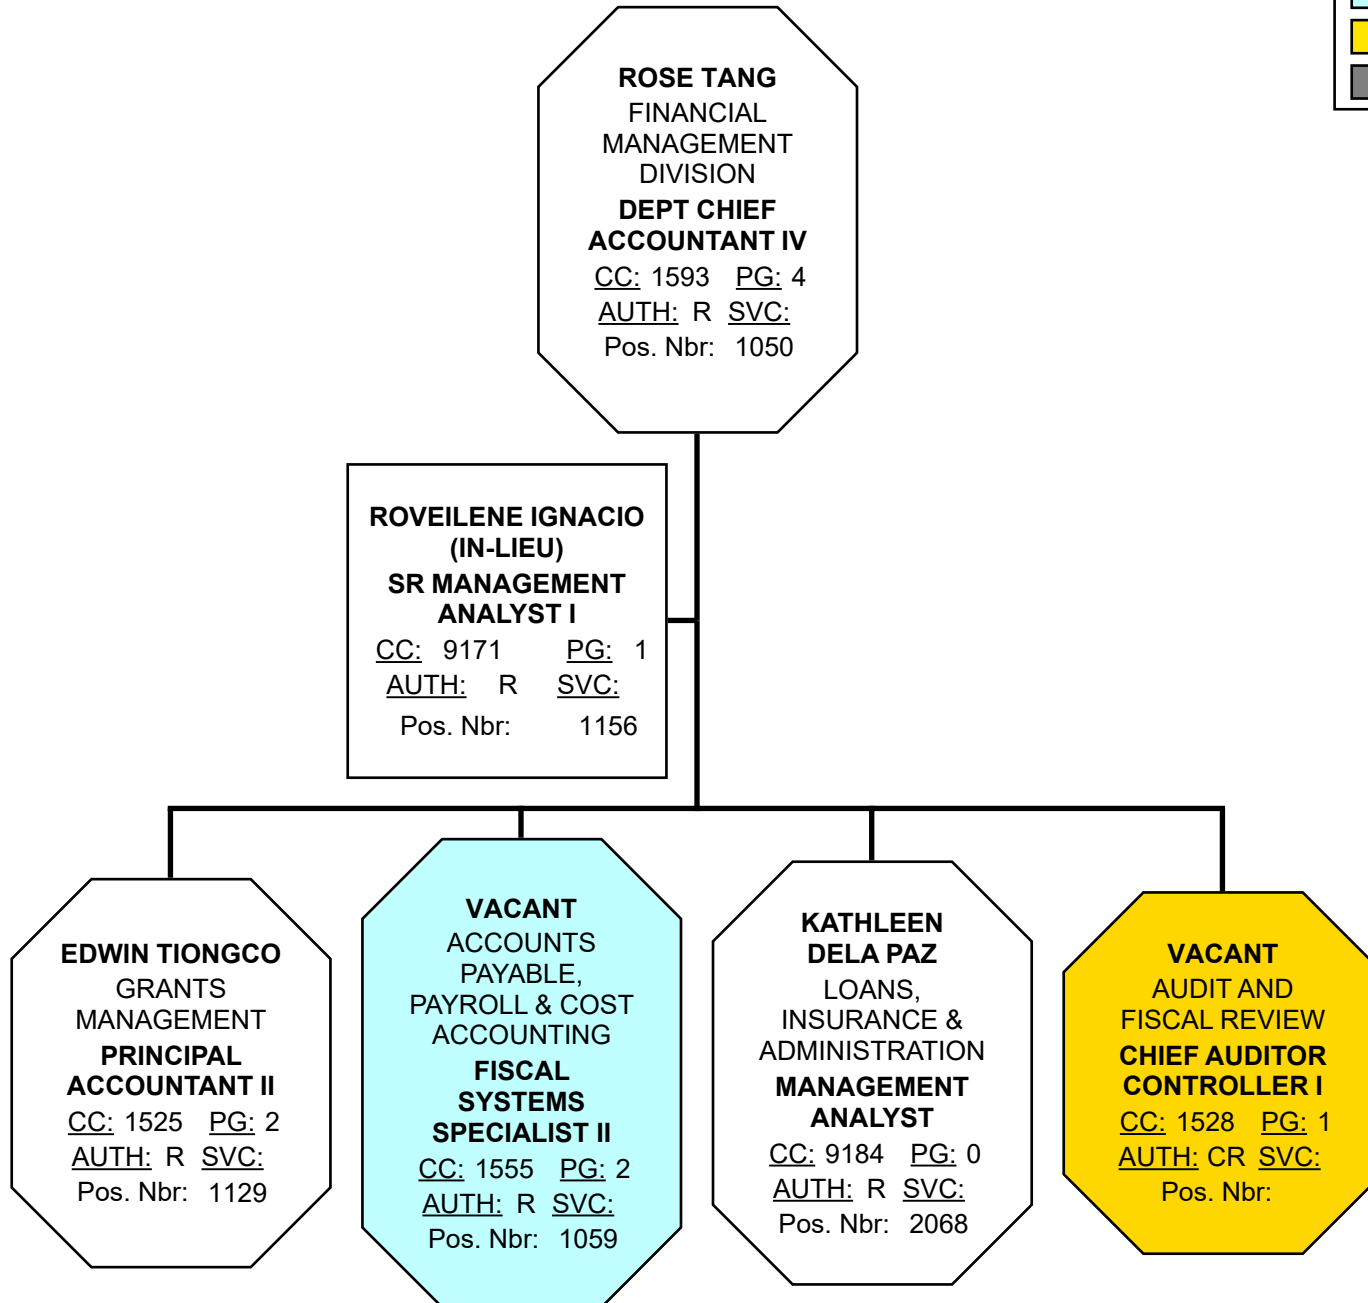 ROSE TANG
FINANCIAL
MANAGEMENT
DIVISION
DEPT CHIEF
ACCOUNTANT IV
CC: 1593 PG: 4
AUTH: R SVC:
Pos. Nbr: 1050
ROVEILENE IGNACIO
(IN-LIEU)
SR MANAGEMENT
ANALYST I
CC: 9171 PG: 1
AUTH: R SVC:
Pos. Nbr: 1156
EDWIN TIONGCO
GRANTS
MANAGEMENT
PRINCIPAL
ACCOUNTANT II
CC: 1525 PG: 2
AUTH: R SVC:
Pos. Nbr: 1129
VACANT
ACCOUNTS
PAYABLE,
PAYROLL & COST
ACCOUNTING
FISCAL
SYSTEMS
SPECIALIST II
CC: 1555 PG: 2
AUTH: R SVC:
Pos. Nbr: 1059
KATHLEEN
DELA PAZ
LOANS,
INSURANCE &
ADMINISTRATION
MANAGEMENT
ANALYST
CC: 9184 PG: 0
AUTH: R SVC:
Pos. Nbr: 2068
VACANT
AUDIT AND
FISCAL REVIEW
CHIEF AUDITOR
CONTROLLER I
CC: 1528 PG: 1
AUTH: CR SVC:
Pos. Nbr: